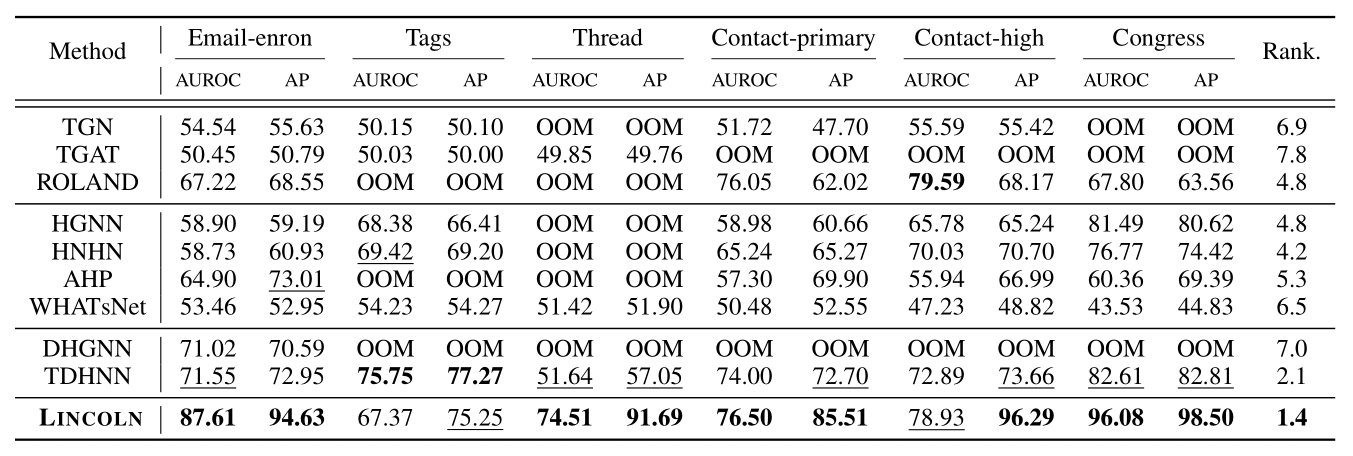 Method Email-enron Tags Thread Contact-primary Contact-high Congress Rank.
AUROC AP AUROC AP AUROC AP AUROC AP AUROC AP AUROC AP
TGN 54.54 55.63 50.15 50.10 OOM OOM 51.72 47.70 55.59 55.42 OOM OOM 6.9
TGAT 50.45 50.79 50.03 50.00 49.85 49.76 OOM OOM OOM OOM OOM OOM 7.8
ROLAND 67.22 68.55 OOM OOM OOM OOM 76.05 62.02 79.59 68.17 67.80 63.56 4.8
HGNN 58.90 59.19 68.38 66.41 OOM OOM 58.98 60.66 65.78 65.24 81.49 80.62 4.8
HNHN 58.73 60.93 69.42 69.20 OOM OOM 65.24 65.27 70.03 70.70 76.77 74.42 4.2
AHP 64.90 73.01 OOM OOM OOM OOM 57.30 69.90 55.94 66.99 60.36 69.39 5.3
WHATsNet 53.46 52.95 54.23 54.27 51.42 51.90 50.48 52.55 47.23 48.82 43.53 44.83 6.5
DHGNN 71.02 70.59 OOM OOM OOM OOM OOM OOM OOM OOM OOM OOM 7.0
TDHNN 71.55 72.95 75.75 77.27 51.64 57.05 74.00 72.70 72.89 73.66 82.61 82.81 2.1
LINCOLN 87.61 94.63 67.37 75.25 74.51 91.69 76.50 85.51 78.93 96.29 96.08 98.50 1.4